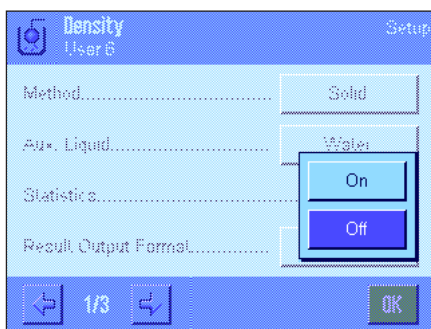 Density
User 6
Setup
Method.............................. Solid
Aux. Liquid......................... Water
Statistics............................
On
Off
Result Output Format..............
1/3
OK